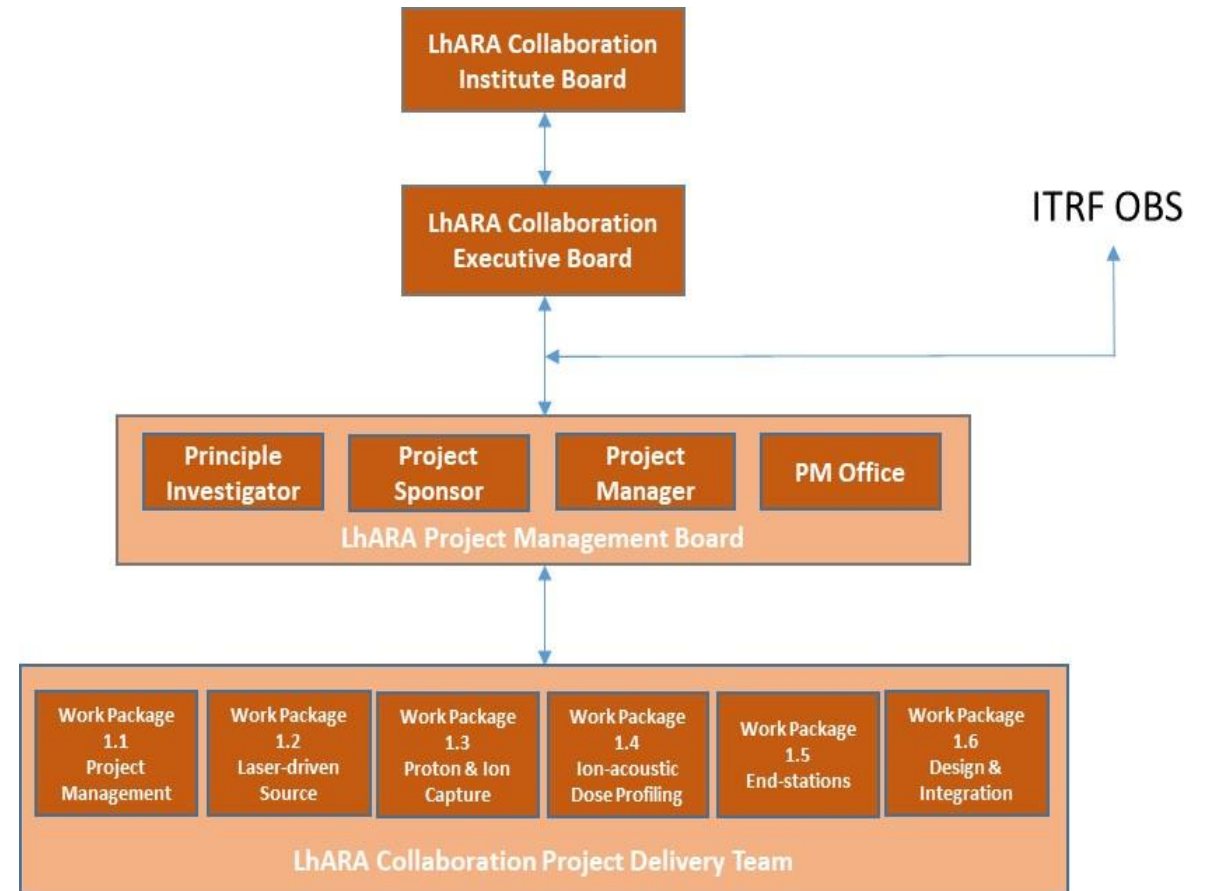 LhARA Collaboration
Institute Board
LhARA Collaboration
Executive Board
ITRF OBS
Principle
Investigator
Project
Sponsor
Project
Manager
PM Office
LhARA Project Management Board
Work Package
1.1
Project
Management
Work Package
1.2
Laser-driven
Source
Work Package
1.3
Proton & Ion
Capture
Work Package
1.4
Ion-acoustic
Dose Profiling
Work Package
1.5
End-stations
Work Package
1.6
Design &
Integration
LhARA Collaboration Project Delivery Team